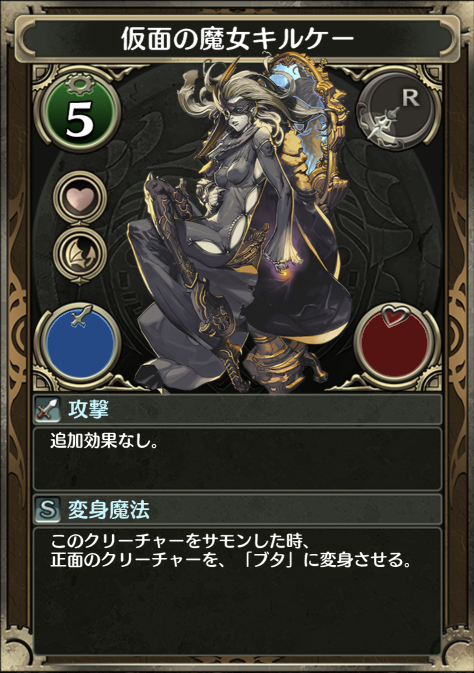 仮面の魔女キルケー
5
R
攻撃
追加効果なし。
S 変身魔法
このクリーチャーをサモンした時、
正面のクリーチャーを、「ブタ」に変身させる。